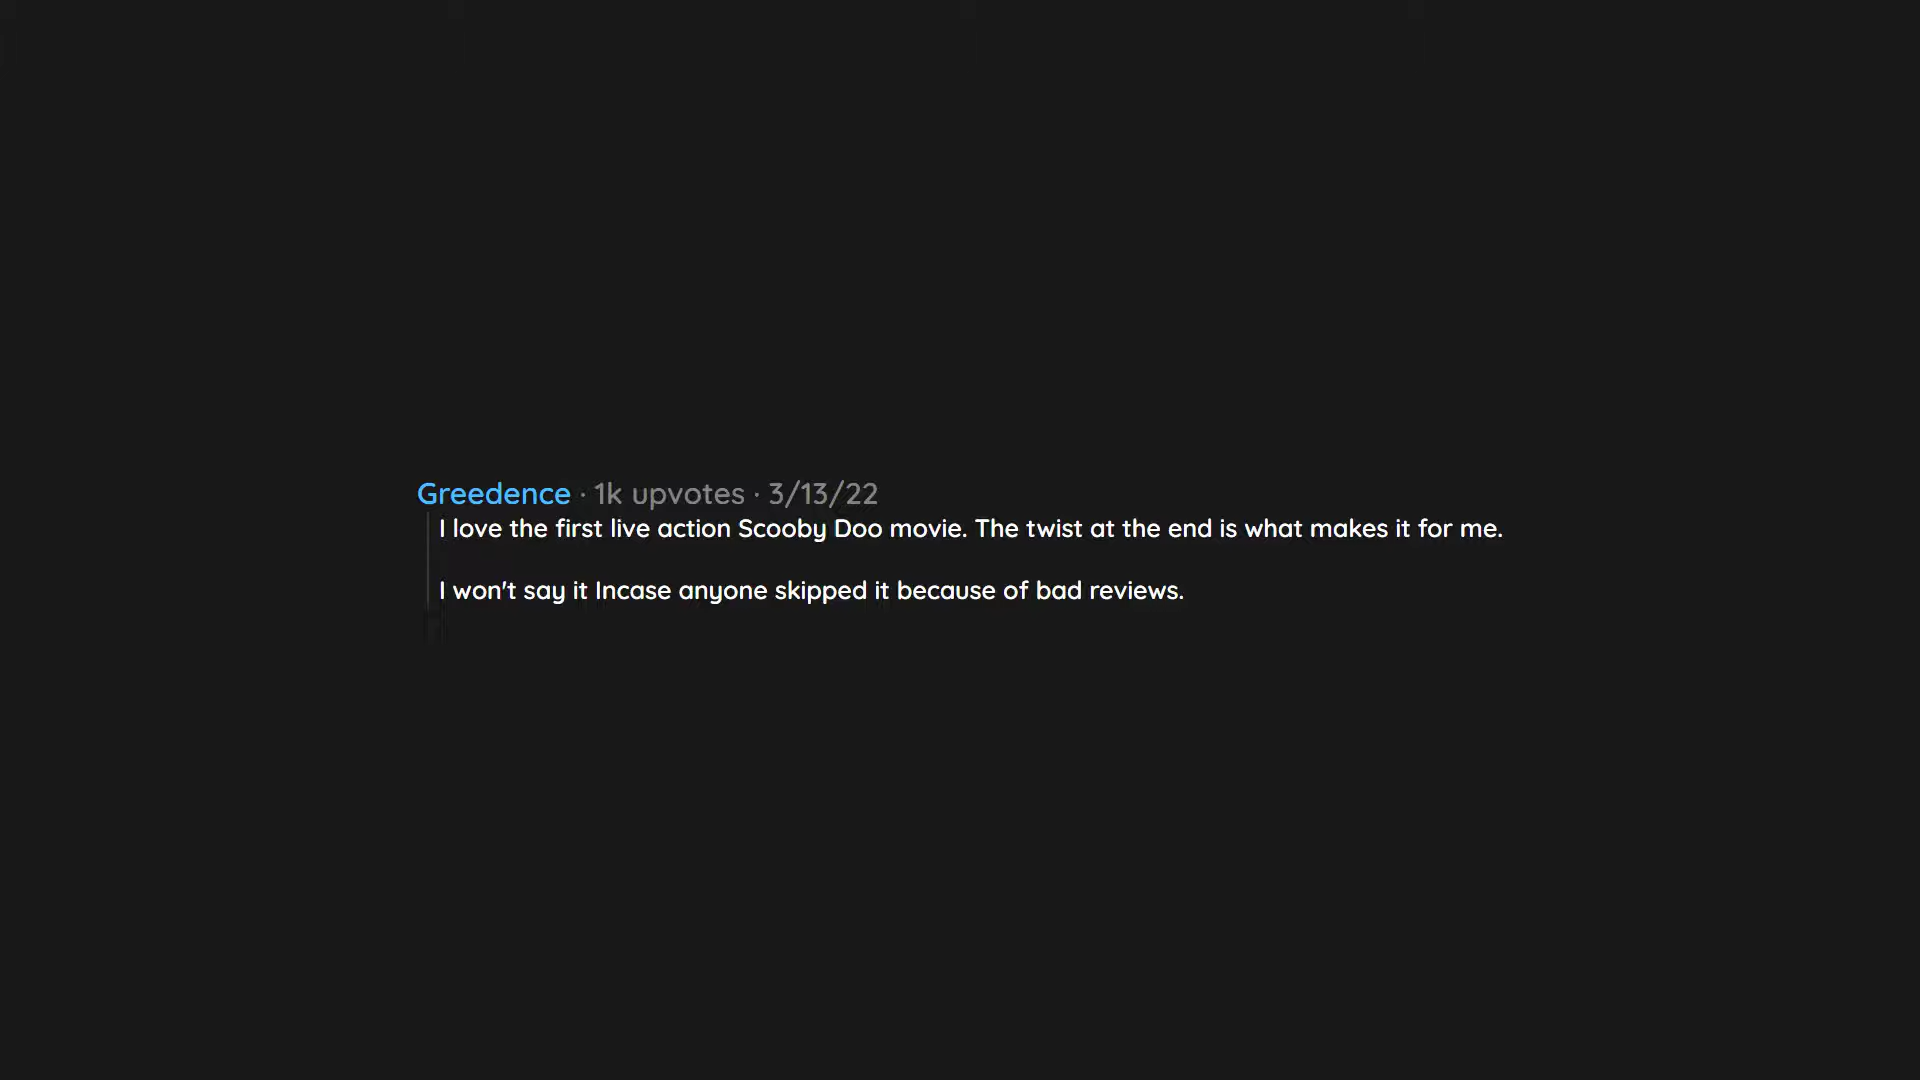 Greedence · 1k upvotes · 3/13/22
I love the first live action Scooby Doo movie. The twist at the end is what makes it for me.
I won't say it Incase anyone skipped it because of bad reviews.